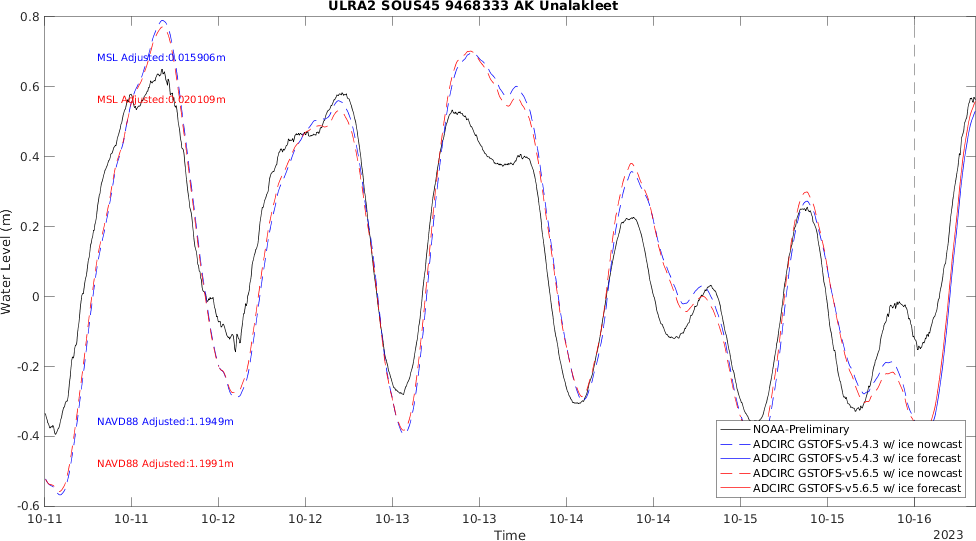 ULRA2 SOUS45 9468333 AK Unalakleet
Water Level (m)
0.8
0.6
0.4
0.2
0
-0.2
-0.4
-0.6
MSL Adjusted:0.015906m
MSL Adjusted:0.020109m
NAVD88 Adjusted:1.1949m
NAVD88 Adjusted:1.1991m
NOAA-Preliminary
ADCIRC GSTOFS-v5.4.3 w/ ice nowcast
ADCIRC GSTOFS-v5.4.3 w/ ice forecast
ADCIRC GSTOFS-v5.6.5 w/ ice nowcast
ADCIRC GSTOFS-v5.6.5 w/ ice forecast
10-11 10-11 10-12 10-12 10-13 10-13 10-14 10-14 10-15 10-15 10-16
Time
2023